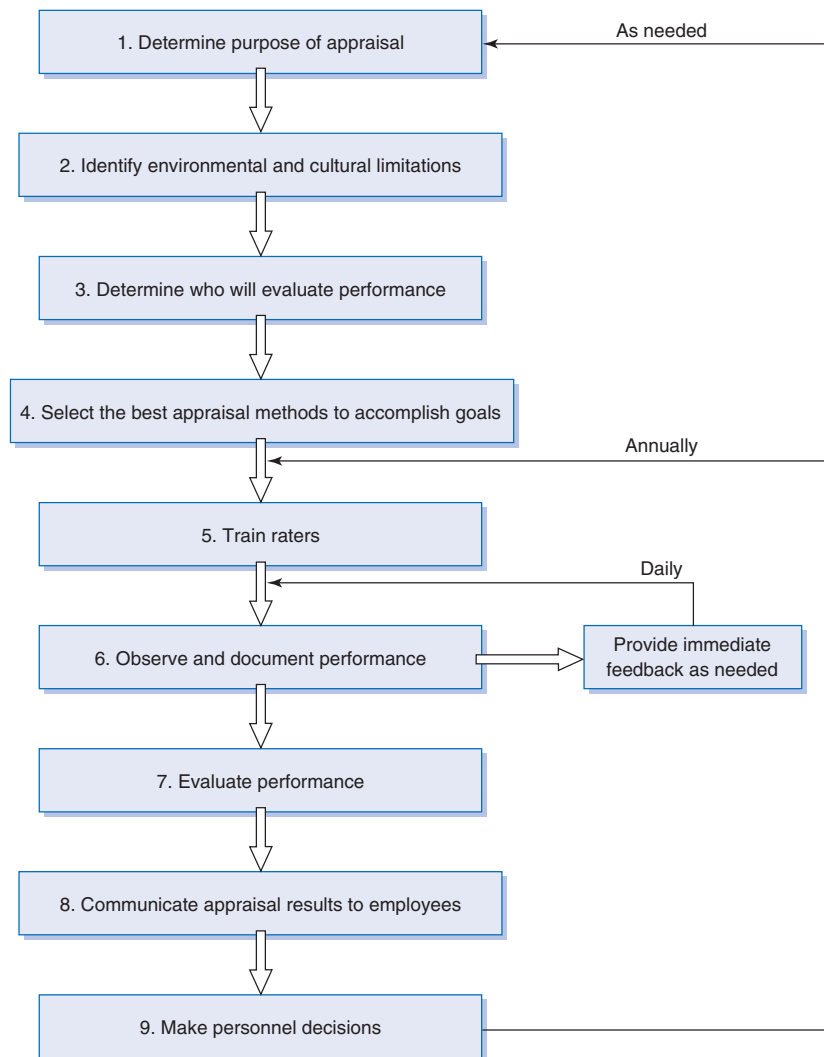 1. Determine purpose of appraisal
As needed
2. Identify environmental and cultural limitations
3. Determine who will evaluate performance
4. Select the best appraisal methods to accomplish goals
Annually
5. Train raters
Daily
6. Observe and document performance
Provide immediate
feedback as needed
7. Evaluate performance
8. Communicate appraisal results to employees
9. Make personnel decisions